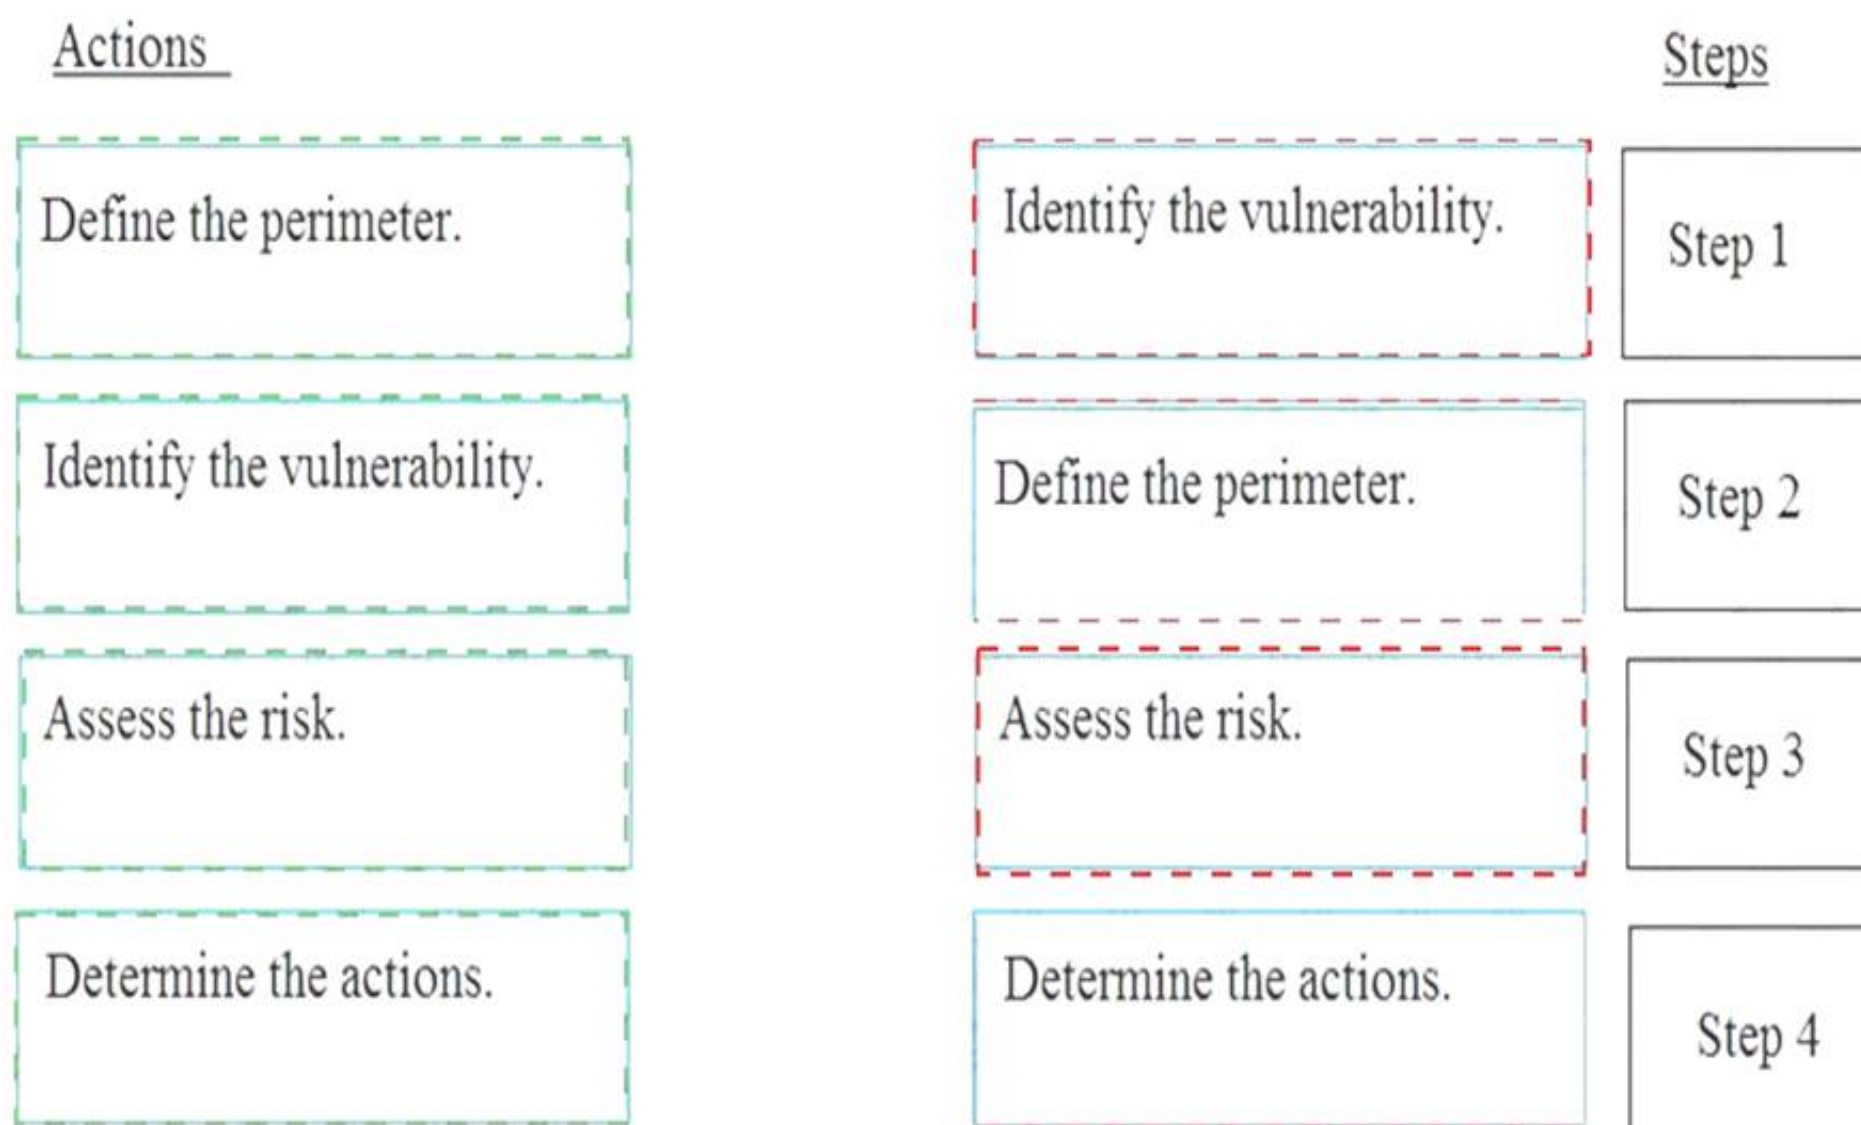 Actions
Steps
Define the perimeter.
Identify the vulnerability.
Step 1
Identify the vulnerability.
Define the perimeter.
Step 2
Assess the risk.
Assess the risk.
Step 3
Determine the actions.
Determine the actions.
Step 4